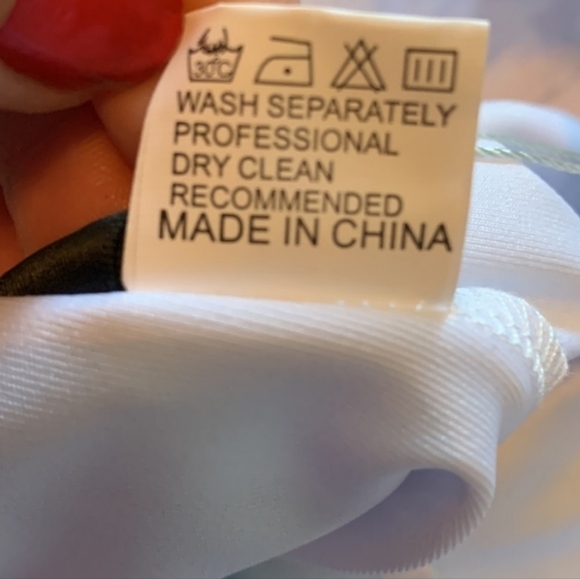 30°C
WASH SEPARATELY
PROFESSIONAL
DRY CLEAN
RECOMMENDED
MADE IN CHINA